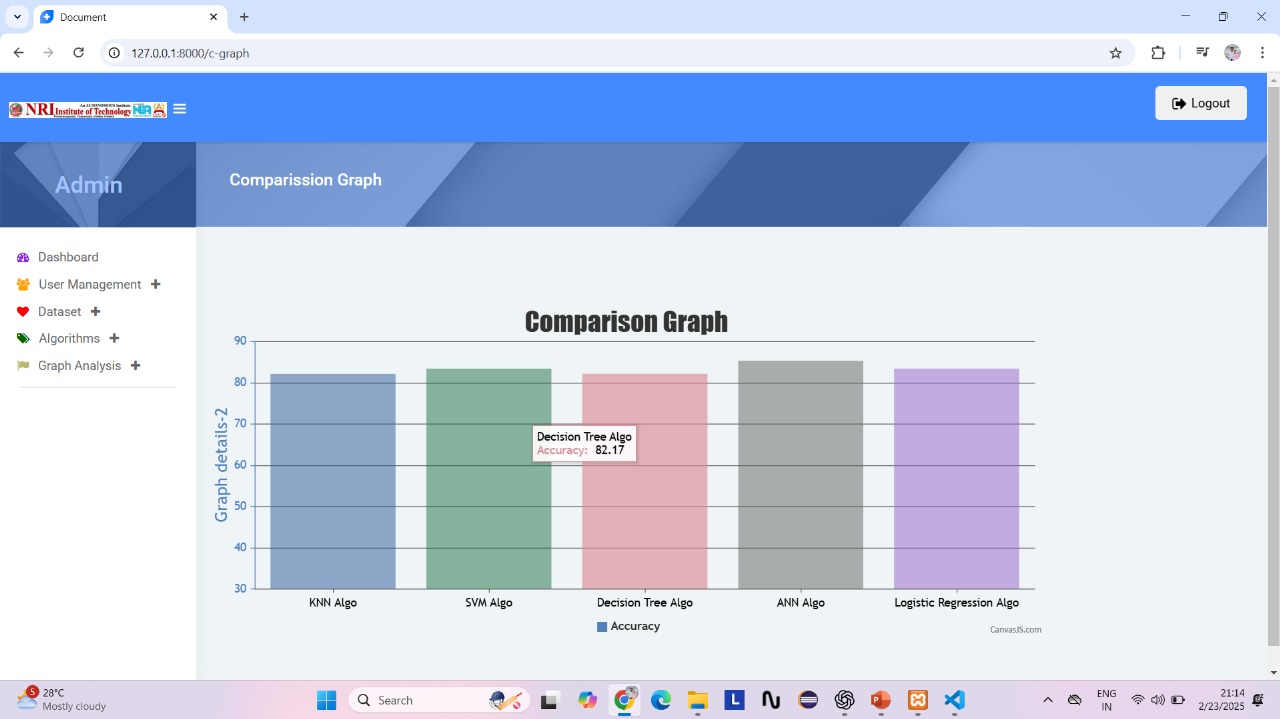 Document
127.0.0.1:8000/c-graph
NRI Institute of Technology
Logout
Admin
Comparission Graph
Dashboard
User Management
Dataset
Algorithms
Graph Analysis
Comparison Graph
Graph details-2
90
80
70
60
50
40
30
Decision Tree Algo
Accuracy: 82.17
KNN Algo
SVM Algo
Decision Tree Algo
ANN Algo
Logistic Regression Algo
Accuracy
CanvasJS.com
5
28°C
Mostly cloudy
Search
L
ENG
IN
21:14
2/23/2025